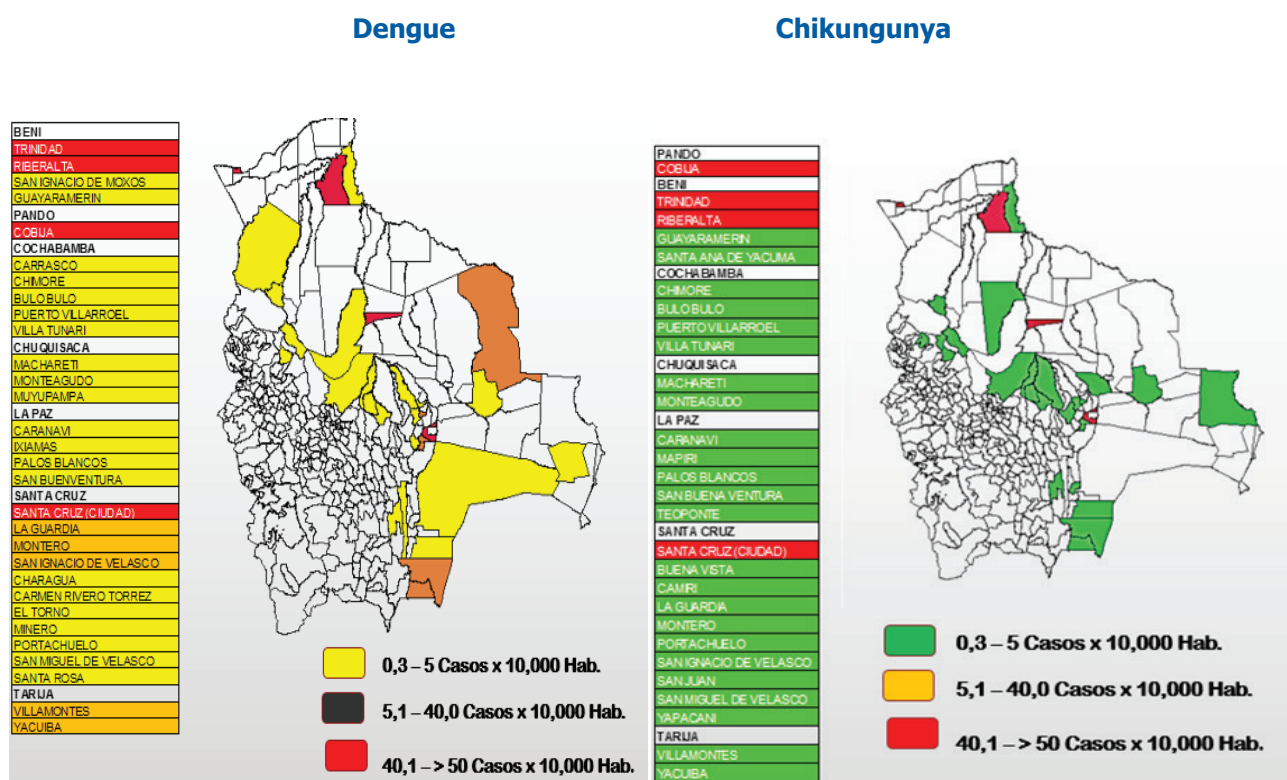 Dengue
Chikungunya
BENI
TRINIDAD
RIBERALTA
SAN IGNACIO DE MOXOS
GUAYARAMERIN
PANDO
COBIJA
COCHABAMBA
CARRASCO
CHIMORE
BULO BULO
PUERTO VILLARROEL
VILLA TUNARI
CHUQUISACA
MACHARETI
MONTEAGUDO
MUYUPAMPA
LA PAZ
CARANAVI
IXIAMAS
PALOS BLANCOS
SAN BUENVENTURA
SANTA CRUZ
SANTA CRUZ (CIUDAD)
LA GUARDIA
MONTERO
SAN IGNACIO DE VELASCO
CHARAGUA
CARMEN RIVERO TORREZ
EL TORNO
MINERO
PORTACHUELO
SAN MIGUEL DE VELASCO
SANTA ROSA
TARIJA
VILLAMONTES
YACUIBA
0,3 – 5 Casos x 10,000 Hab.
5,1 – 40,0 Casos x 10,000 Hab.
40,1 – > 50 Casos x 10,000 Hab.
PANDO
COBIJA
BENI
TRINIDAD
RIBERALTA
GUAYARAMERIN
SANTA ANA DE YACUMA
COCHABAMBA
CHIMORE
BULO BULO
PUERTO VILLARROEL
VILLA TUNARI
CHUQUISACA
MACHARETI
MONTEAGUDO
LA PAZ
CARANAVI
MAPIRI
PALOS BLANCOS
SAN BUENA VENTURA
TEOPONTE
SANTA CRUZ
SANTA CRUZ (CIUDAD)
BUENA VISTA
CAMIRI
LA GUARDIA
MONTERO
PORTACHUELO
SAN IGNACIO DE VELASCO
SAN JUAN
SAN MIGUEL DE VELASCO
YAPACANI
TARIJA
VILLAMONTES
YACUIBA
0,3 – 5 Casos x 10,000 Hab.
5,1 – 40,0 Casos x 10,000 Hab.
40,1 – > 50 Casos x 10,000 Hab.